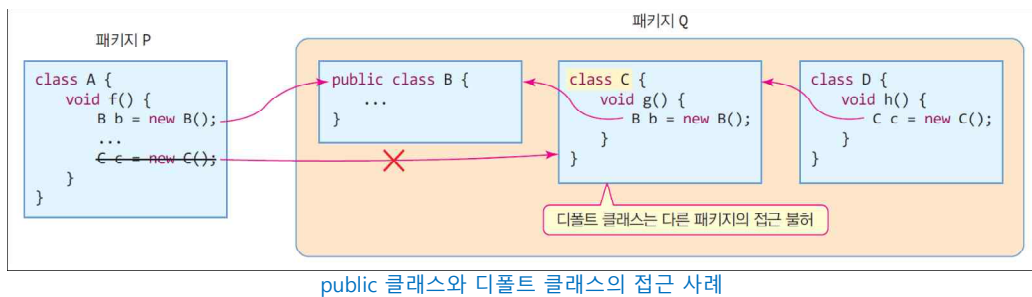 패키지 P
패키지 Q
class A {
void f() {
B b = new B();
...
C c = new C();
}
}
public class B {
...
}
class C {
void g() {
B b = new B();
}
}
class D {
void h() {
C c = new C();
}
}
디폴트 클래스는 다른 패키지의 접근 불허
public 클래스와 디폴트 클래스의 접근 사례